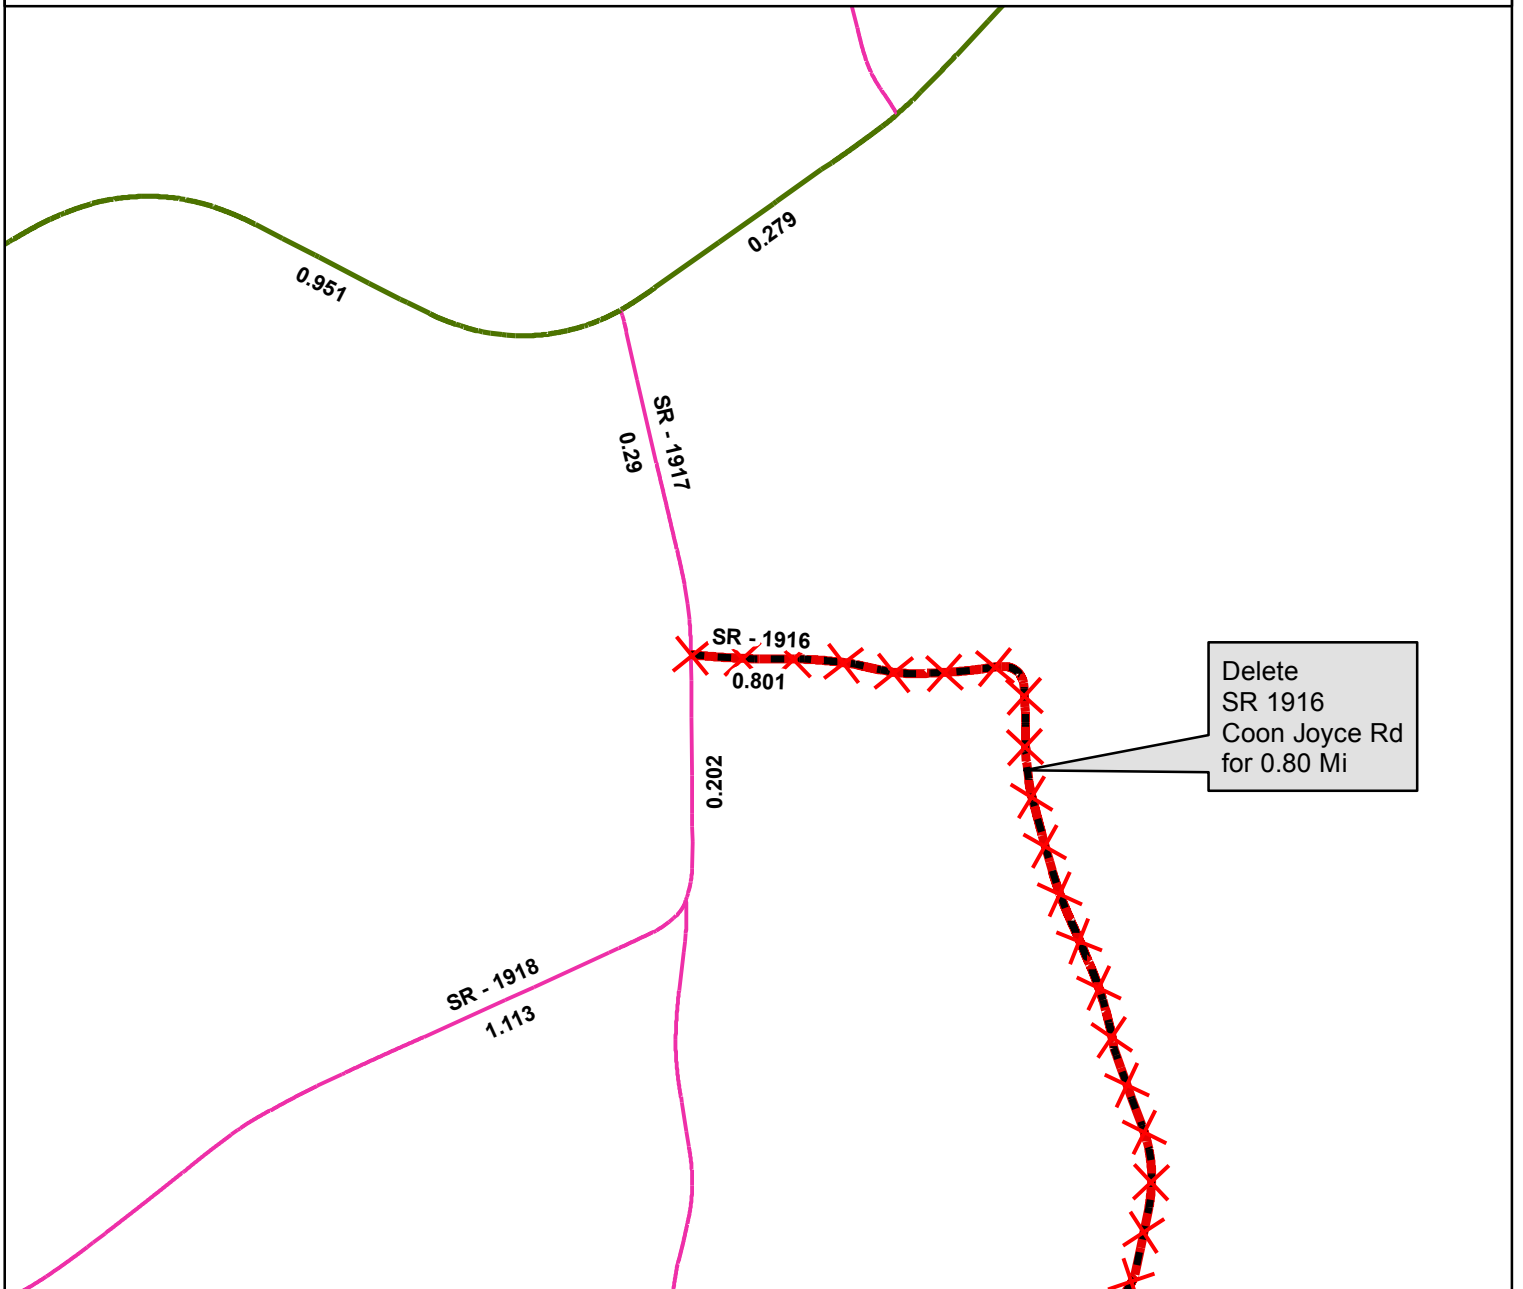 0.279
0.951
SR - 1917
0.29
SR - 1916
0.801
Delete
SR 1916
Coon Joyce Rd
for 0.80 Mi
0.202
SR - 1918
1.113